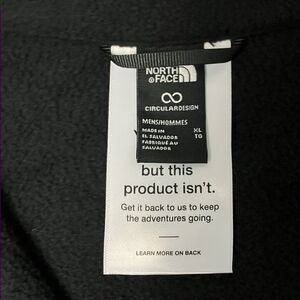 THE
NORTH
FACE
CIRCULARDESIGN
MENS/HOMMES
MADE IN XL
EL SALVADOR TG
FABRIQUÉ AU
SALVADOR
but this
product isn't.
Get it back to us to keep
the adventures going.
LEARN MORE ON BACK